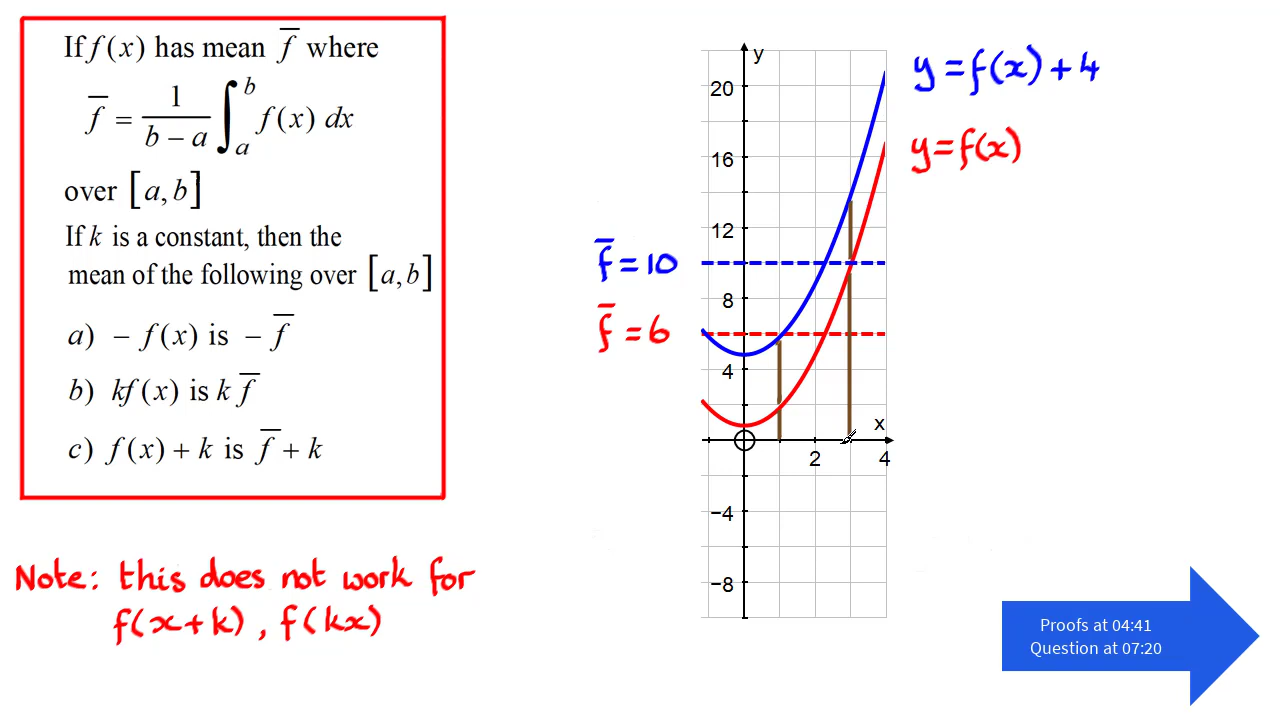 If f(x) has mean f̅ where
f̅ = 1/(b − a) ∫_a^b f(x) dx
over [a, b]
If k is a constant, then the
mean of the following over [a, b]
a) − f(x) is − f̅
b) kf(x) is k f̅
c) f(x) + k is f̅ + k
Note: this does not work for
f(x+k), f(kx)
y = f(x) + 4
y = f(x)
f̅ = 10
f̅ = 6
y
20
16
12
8
4
−4
−8
x
2
4
Proofs at 04:41
Question at 07:20